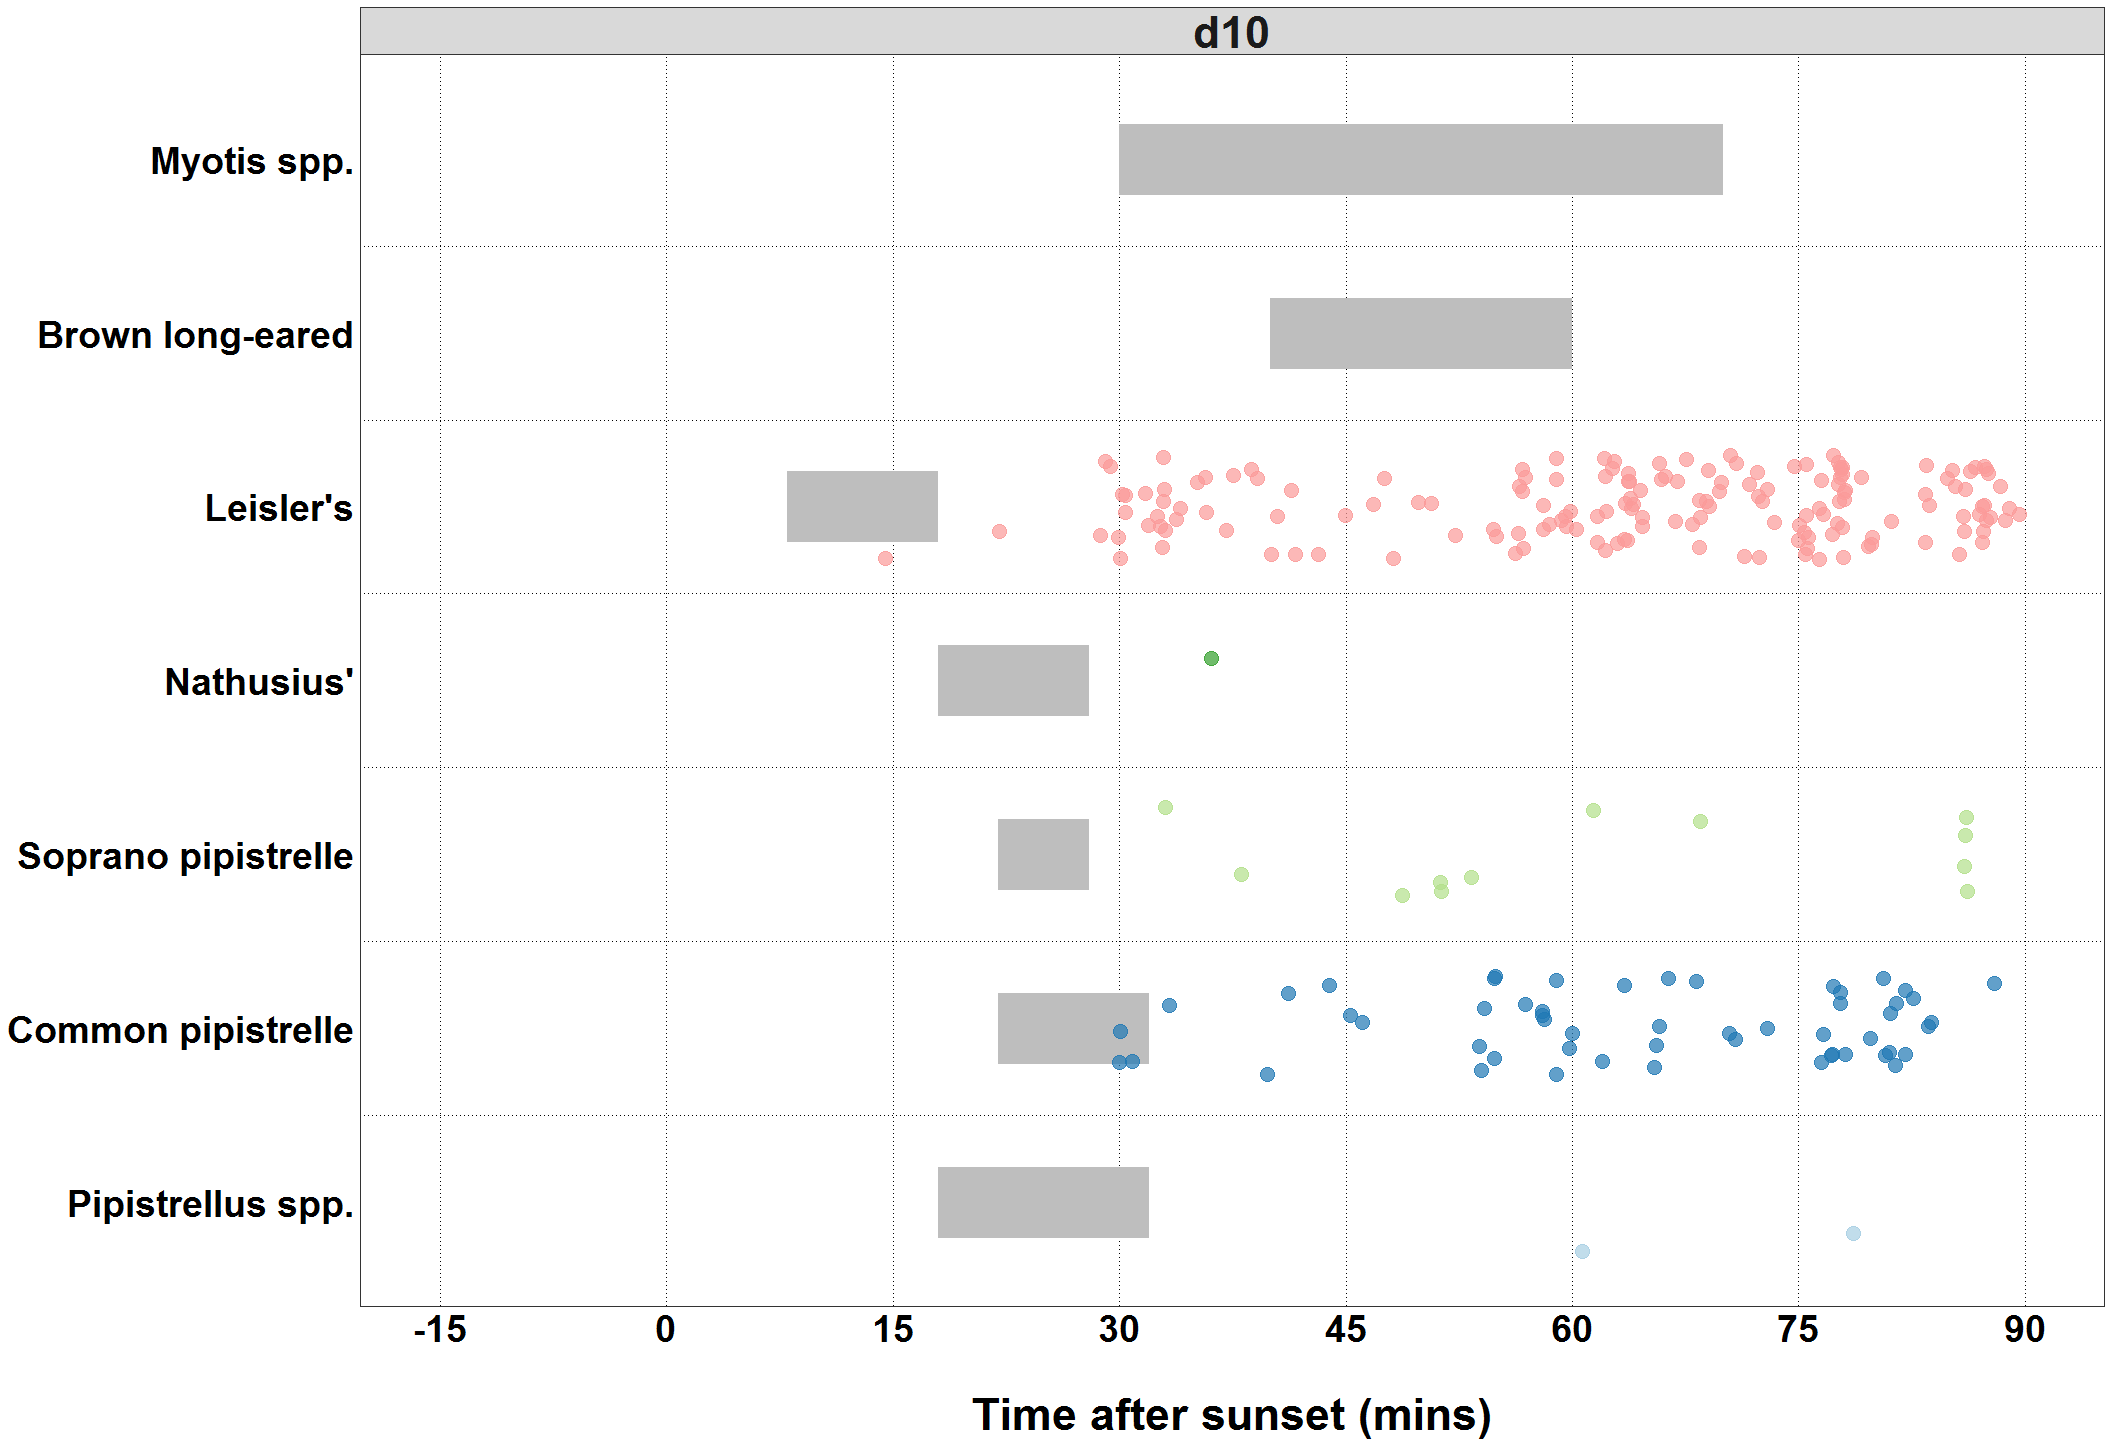 d10
Myotis spp.
Brown long-eared
Leisler's
Nathusius'
Soprano pipistrelle
Common pipistrelle
Pipistrellus spp.
-15 0 15 30 45 60 75 90
Time after sunset (mins)